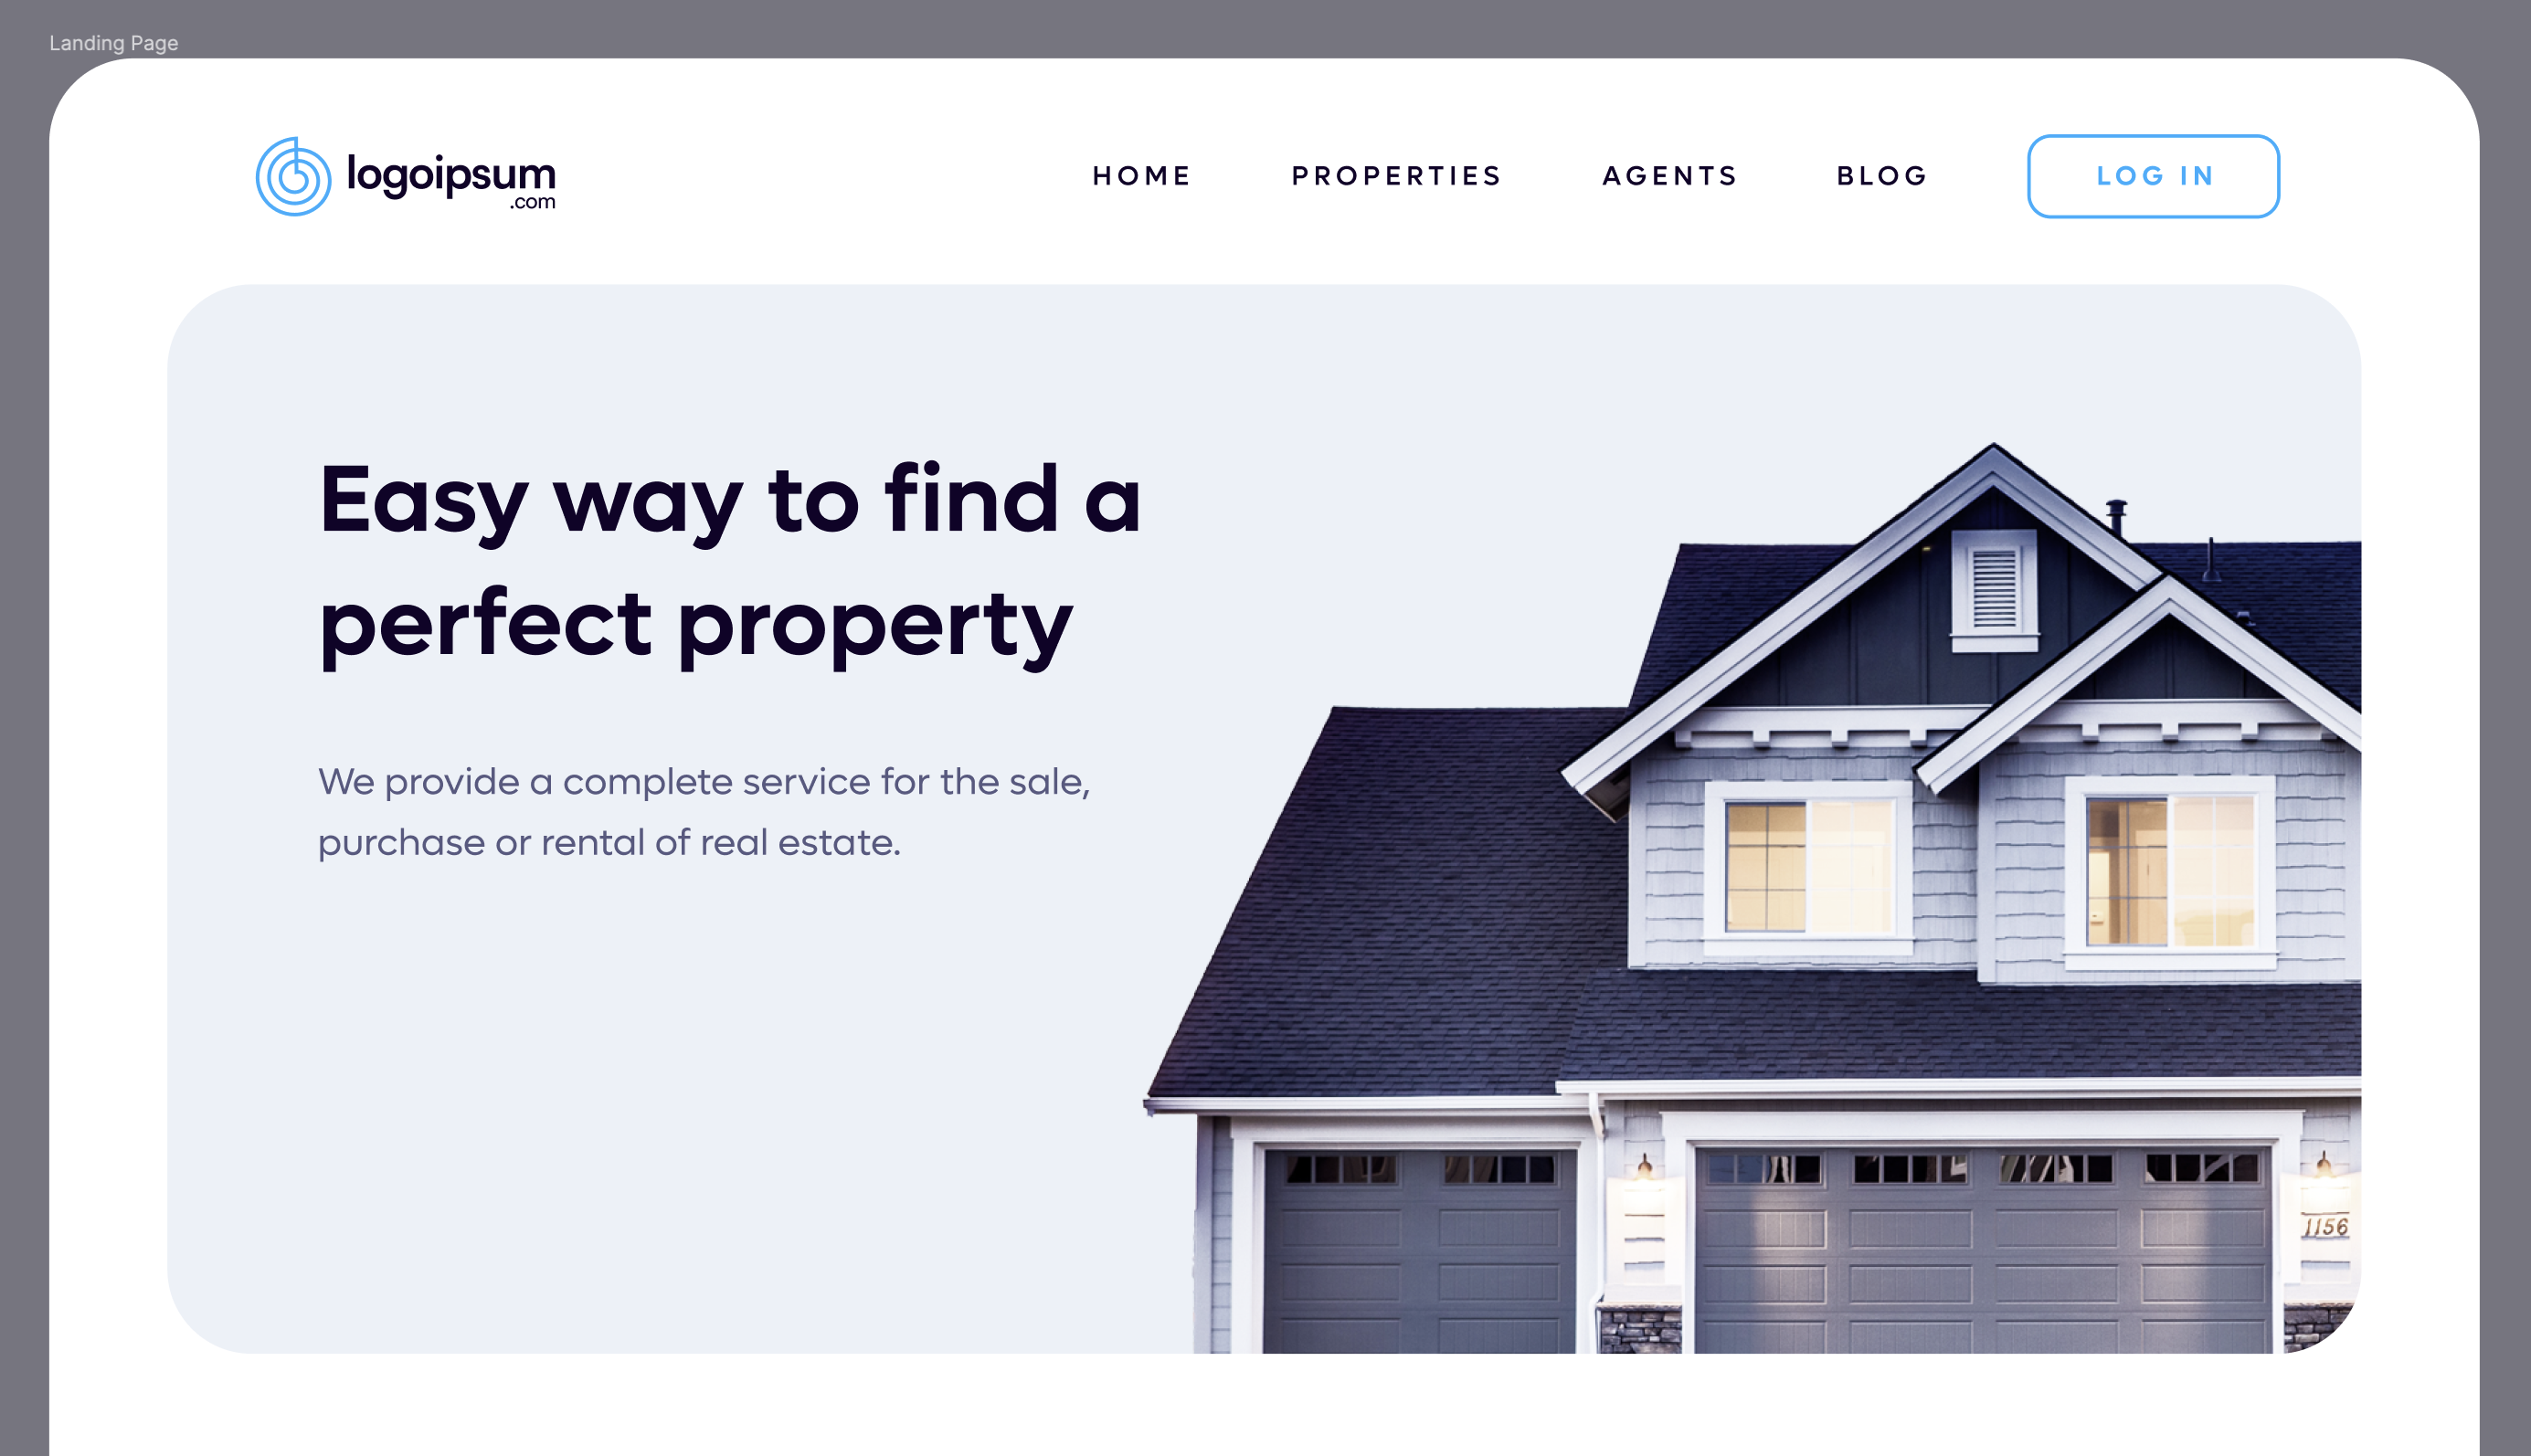 Landing Page
logoipsum
.com
HOME PROPERTIES AGENTS BLOG LOG IN
Easy way to find a
perfect property
We provide a complete service for the sale,
purchase or rental of real estate.
1156